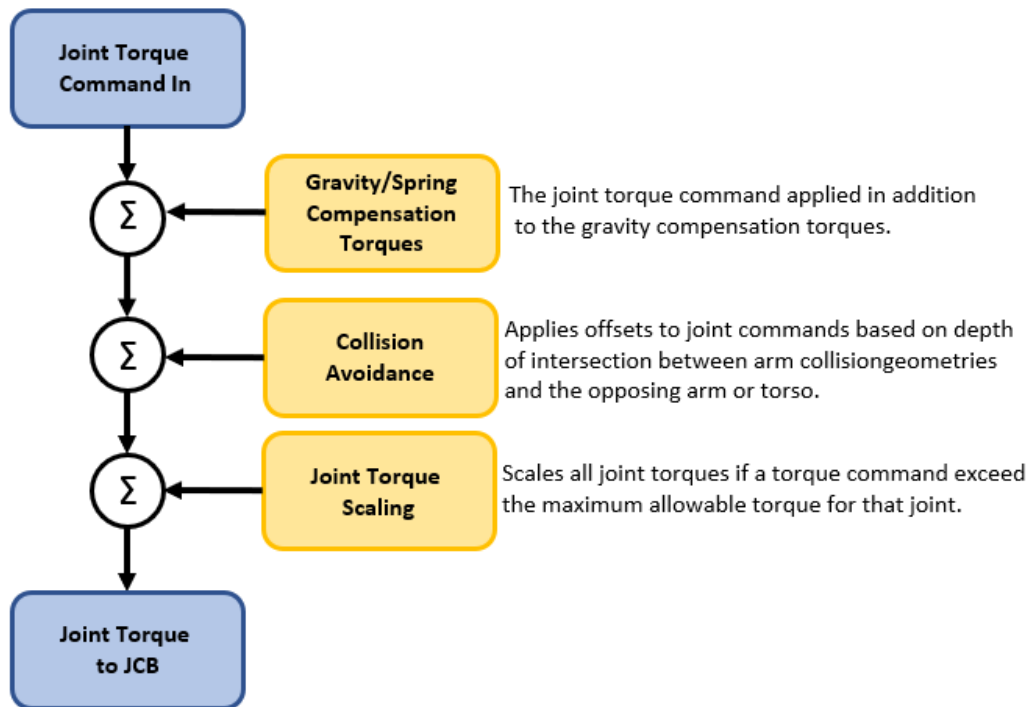 Joint Torque
Command In
Σ
Gravity/Spring
Compensation
Torques
The joint torque command applied in addition
to the gravity compensation torques.
Σ
Collision
Avoidance
Applies offsets to joint commands based on depth
of intersection between arm collisiongeometries
and the opposing arm or torso.
Σ
Joint Torque
Scaling
Scales all joint torques if a torque command exceed
the maximum allowable torque for that joint.
Joint Torque
to JCB